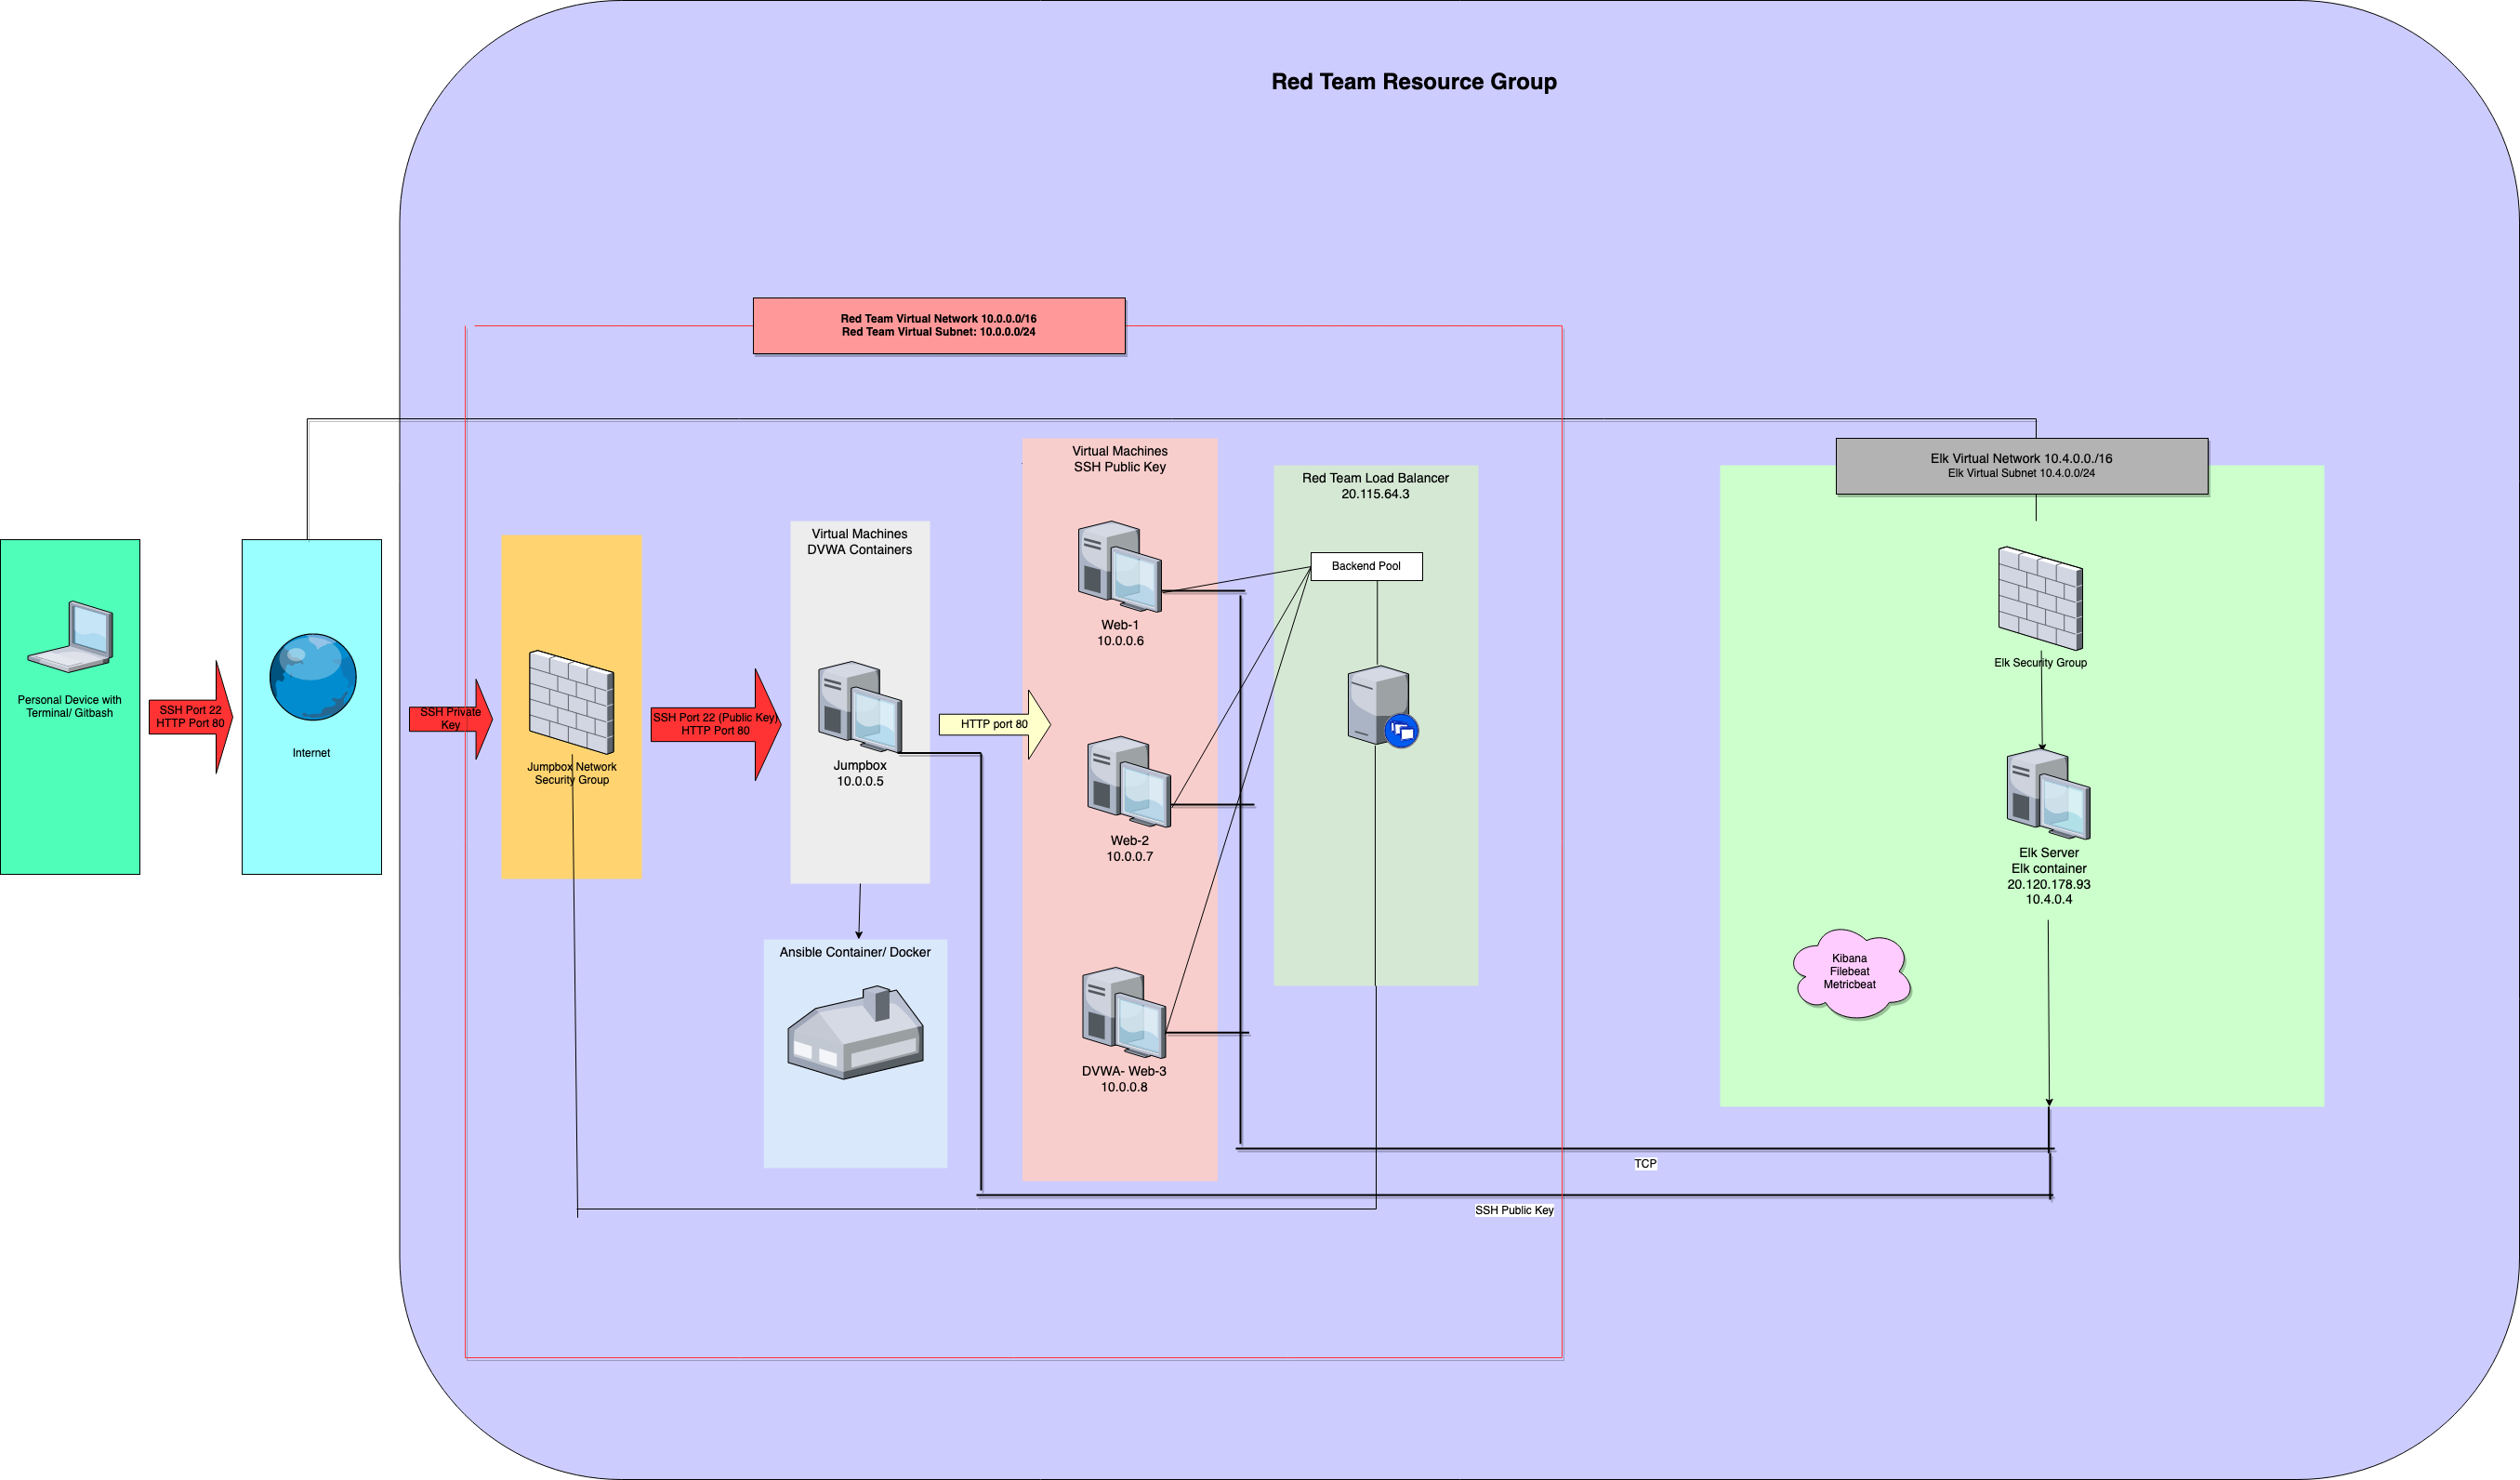 Red Team Resource Group
Red Team Virtual Network 10.0.0.0/16
Red Team Virtual Subnet: 10.0.0.0/24
Personal Device with
Terminal/ Gitbash
SSH Port 22
HTTP Port 80
Internet
SSH Private
Key
Jumpbox Network
Security Group
SSH Port 22 (Public Key)
HTTP Port 80
Virtual Machines
DVWA Containers
Jumpbox
10.0.0.5
Ansible Container/ Docker
HTTP port 80
Virtual Machines
SSH Public Key
Web-1
10.0.0.6
Web-2
10.0.0.7
DVWA- Web-3
10.0.0.8
Red Team Load Balancer
20.115.64.3
Backend Pool
Elk Virtual Network 10.4.0.0./16
Elk Virtual Subnet 10.4.0.0/24
Elk Security Group
Elk Server
Elk container
20.120.178.93
10.4.0.4
Kibana
Filebeat
Metricbeat
TCP
SSH Public Key